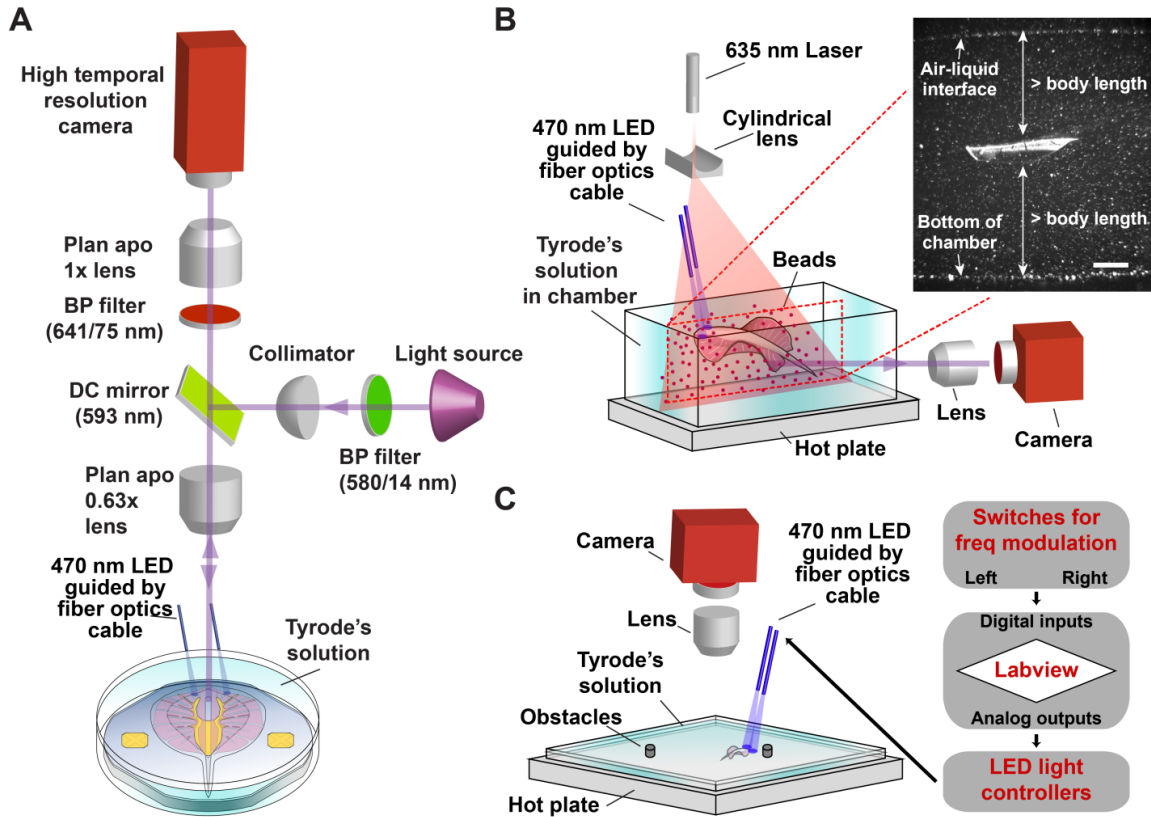 A
High temporal
resolution
camera
Plan apo
1x lens
BP filter
(641/75 nm)
DC mirror
(593 nm)
Collimator
Light source
BP filter
(580/14 nm)
Plan apo
0.63x
lens
470 nm LED
guided by
fiber optics
cable
Tyrode's
solution
B
635 nm Laser
Cylindrical
lens
470 nm LED
guided by
fiber optics
cable
Tyrode's
solution
in chamber
Beads
Lens
Camera
Hot plate
Air-liquid
interface
> body length
Bottom of
chamber
> body length
C
Camera
Lens
470 nm LED
guided by
fiber optics
cable
Tyrode's
solution
Obstacles
Hot plate
Switches for
freq modulation
Left Right
Digital inputs
Labview
Analog outputs
LED light
controllers